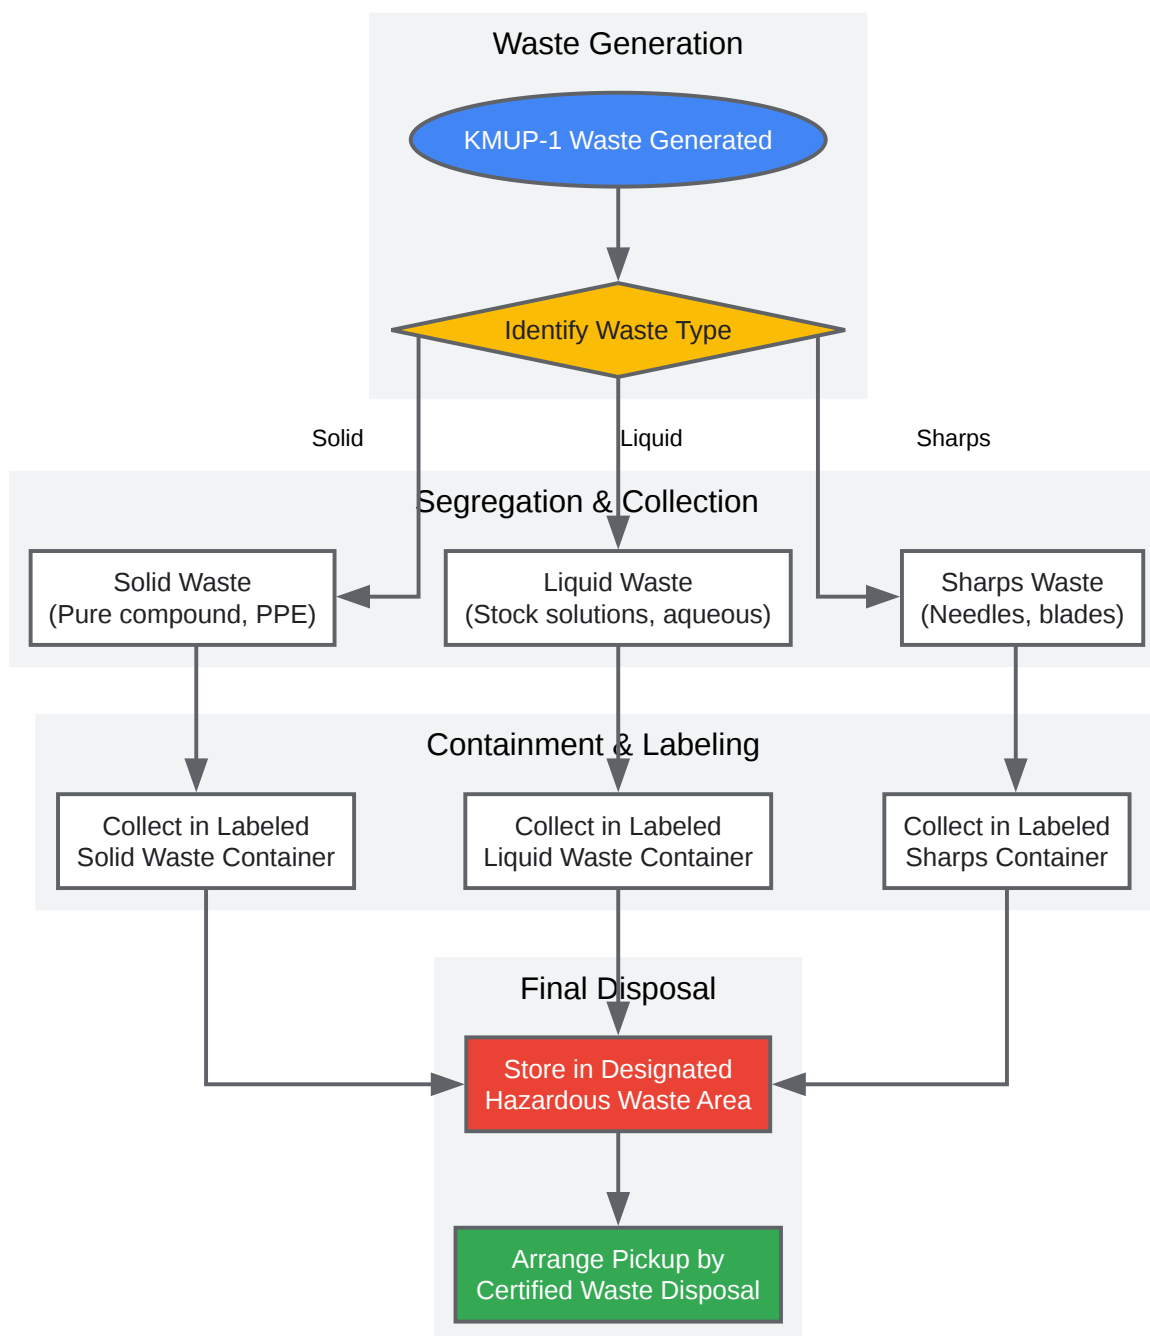 Waste Generation
KMUP-1 Waste Generated
Identify Waste Type
Solid
Liquid
Sharps
Segregation & Collection
Solid Waste
(Pure compound, PPE)
Liquid Waste
(Stock solutions, aqueous)
Sharps Waste
(Needles, blades)
Containment & Labeling
Collect in Labeled
Solid Waste Container
Collect in Labeled
Liquid Waste Container
Collect in Labeled
Sharps Container
Final Disposal
Store in Designated
Hazardous Waste Area
Arrange Pickup by
Certified Waste Disposal